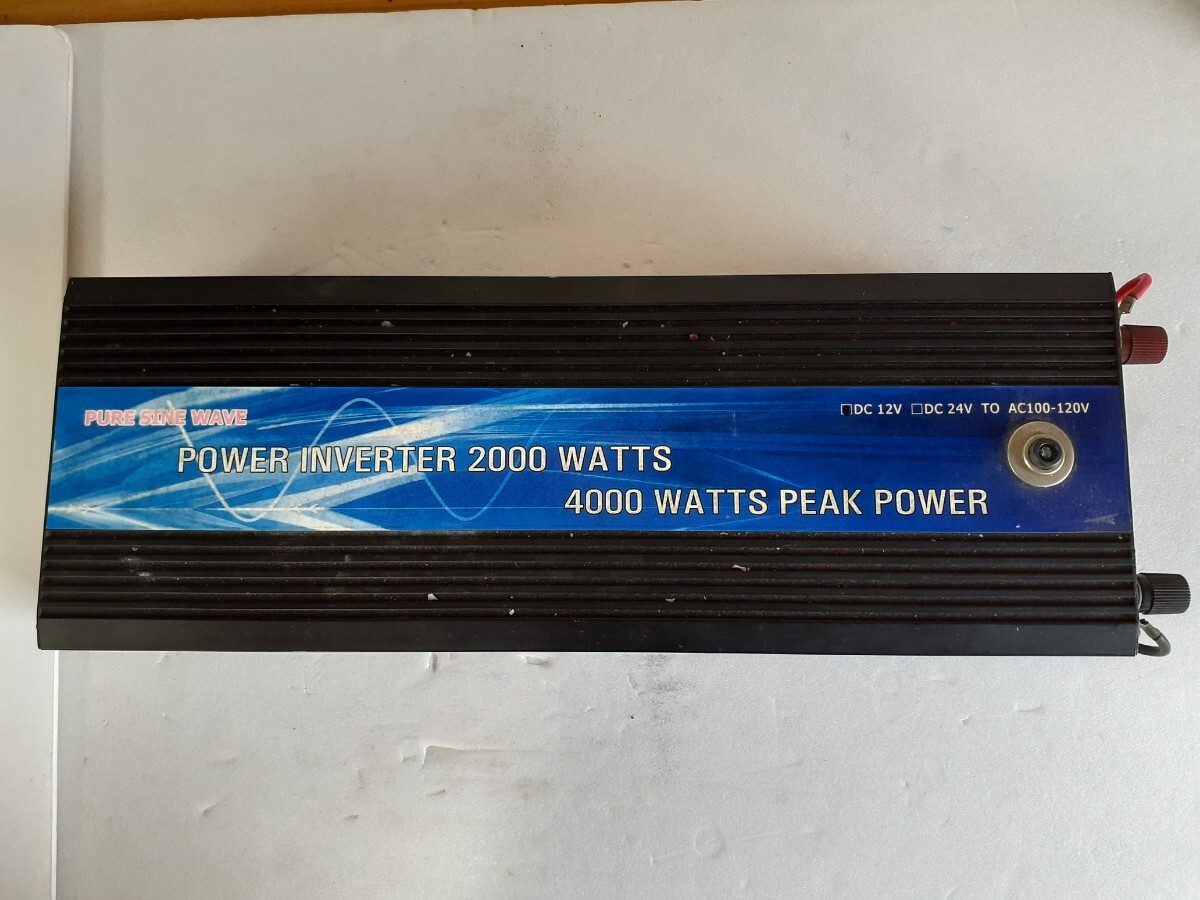 PURE SINE WAVE
■DC 12V □DC 24V TO AC100-120V
POWER INVERTER 2000 WATTS
4000 WATTS PEAK POWER